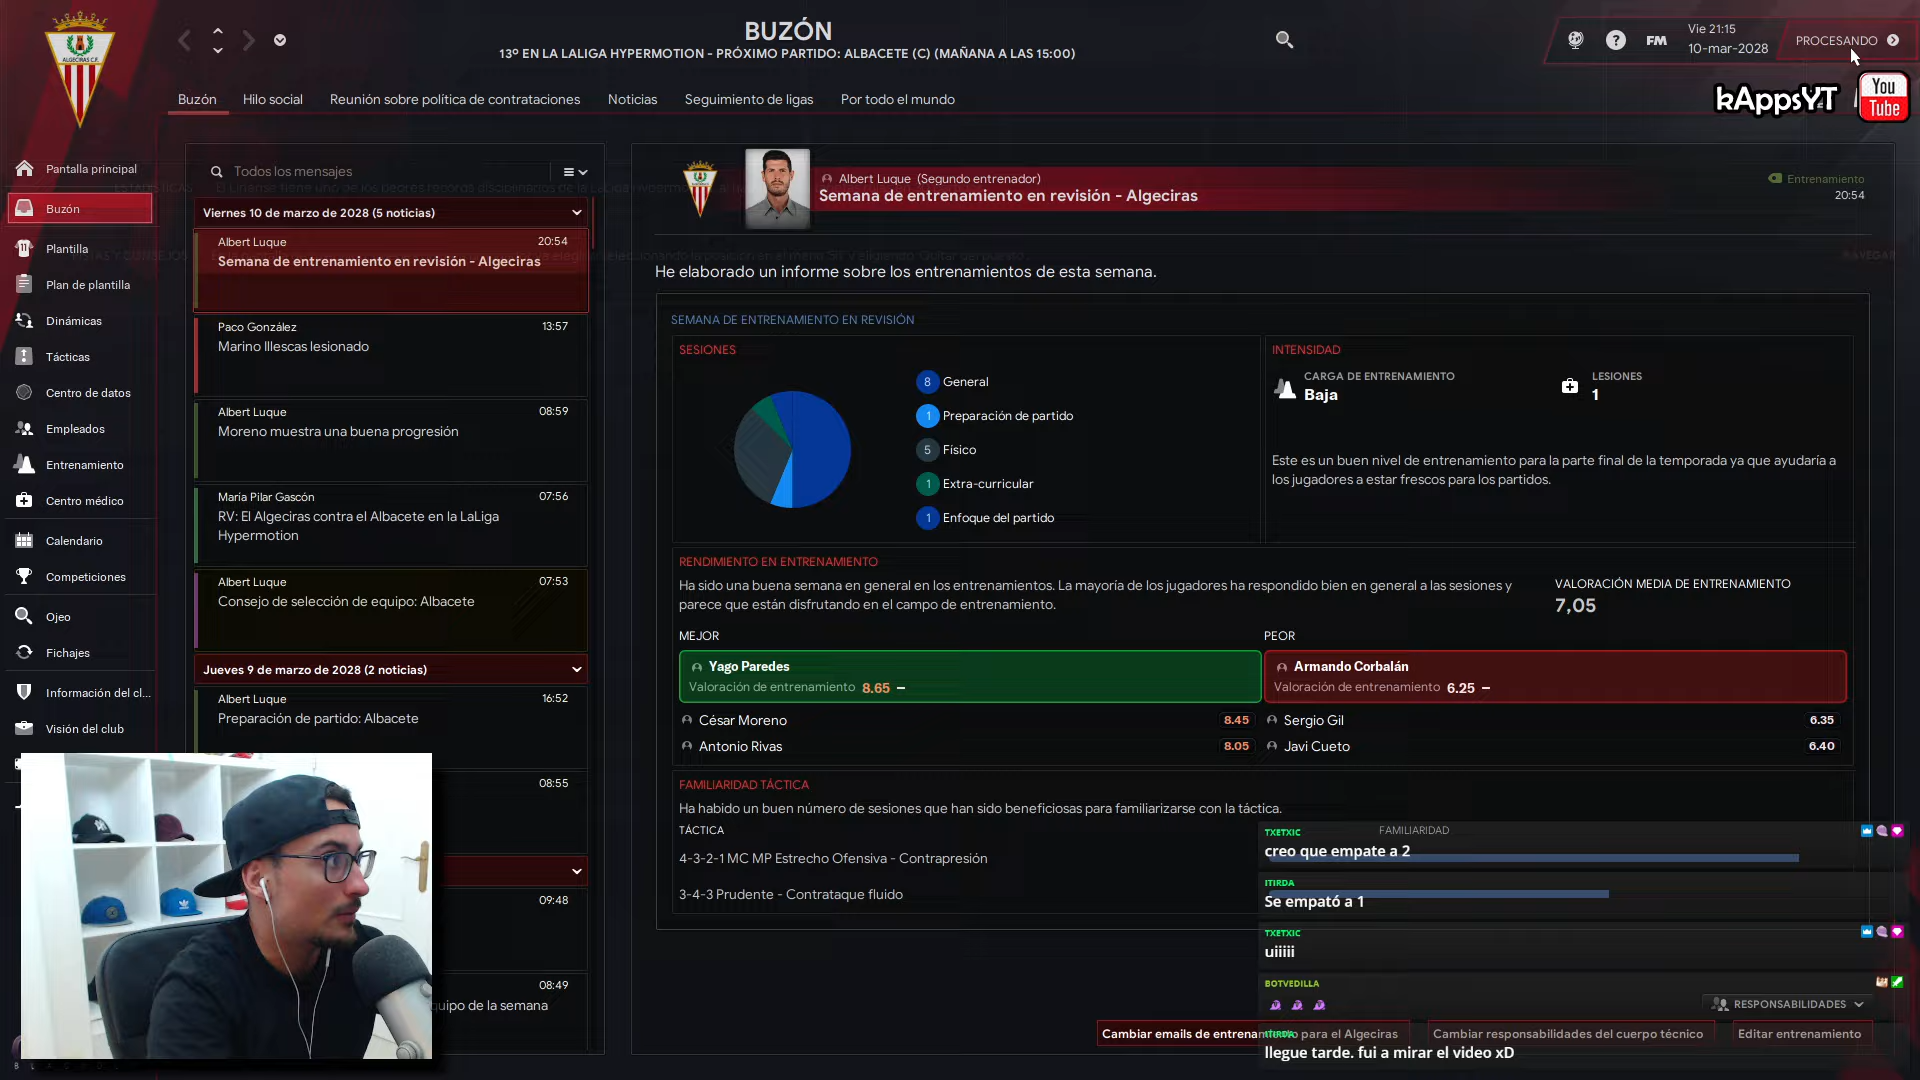 ALGECIRAS C.F.
BUZÓN
13º EN LA LALIGA HYPERMOTION - PRÓXIMO PARTIDO: ALBACETE (C) (MAÑANA A LAS 15:00)
FM
Vie 21:15
10-mar-2028
PROCESANDO
kAppsYT
You
Tube
Buzón
Hilo social
Reunión sobre política de contrataciones
Noticias
Seguimiento de ligas
Por todo el mundo
Pantalla principal
Buzón
Plantilla
Plan de plantilla
Dinámicas
Tácticas
Centro de datos
Empleados
Entrenamiento
Centro médico
Calendario
Competiciones
Ojeo
Fichajes
Información del cl...
Visión del club
Todos los mensajes
Viernes 10 de marzo de 2028 (5 noticias)
Albert Luque
20:54
Semana de entrenamiento en revisión - Algeciras
Paco González
13:57
Marino Illescas lesionado
Albert Luque
08:59
Moreno muestra una buena progresión
María Pilar Gascón
07:56
RV: El Algeciras contra el Albacete en la LaLiga
Hypermotion
Albert Luque
07:53
Consejo de selección de equipo: Albacete
Jueves 9 de marzo de 2028 (2 noticias)
Albert Luque
16:52
Preparación de partido: Albacete
08:55
09:48
08:49
quipo de la semana
Albert Luque (Segundo entrenador)
Semana de entrenamiento en revisión - Algeciras
Entrenamiento
20:54
He elaborado un informe sobre los entrenamientos de esta semana.
SEMANA DE ENTRENAMIENTO EN REVISIÓN
SESIONES
8 General
1 Preparación de partido
5 Físico
1 Extra-curricular
1 Enfoque del partido
INTENSIDAD
CARGA DE ENTRENAMIENTO
Baja
LESIONES
1
Este es un buen nivel de entrenamiento para la parte final de la temporada ya que ayudaría a
los jugadores a estar frescos para los partidos.
RENDIMIENTO EN ENTRENAMIENTO
Ha sido una buena semana en general en los entrenamientos. La mayoría de los jugadores ha respondido bien en general a las sesiones y
parece que están disfrutando en el campo de entrenamiento.
VALORACIÓN MEDIA DE ENTRENAMIENTO
7,05
MEJOR
Yago Paredes
Valoración de entrenamiento 8.65 –
César Moreno 8.45
Antonio Rivas 8.05
PEOR
Armando Corbalán
Valoración de entrenamiento 6.25 –
Sergio Gil 6.35
Javi Cueto 6.40
FAMILIARIDAD TÁCTICA
Ha habido un buen número de sesiones que han sido beneficiosas para familiarizarse con la táctica.
TÁCTICA
FAMILIARIDAD
4-3-2-1 MC MP Estrecho Ofensiva - Contrapresión
3-4-3 Prudente - Contrataque fluido
TXETXIC
creo que empate a 2
ITIRDA
Se empató a 1
TXETXIC
uiiiii
BOTVEDILLA
RESPONSABILIDADES
Cambiar emails de entrenamiento para el Algeciras
Cambiar responsabilidades del cuerpo técnico
Editar entrenamiento
ITIRDA
llegue tarde. fui a mirar el video xD